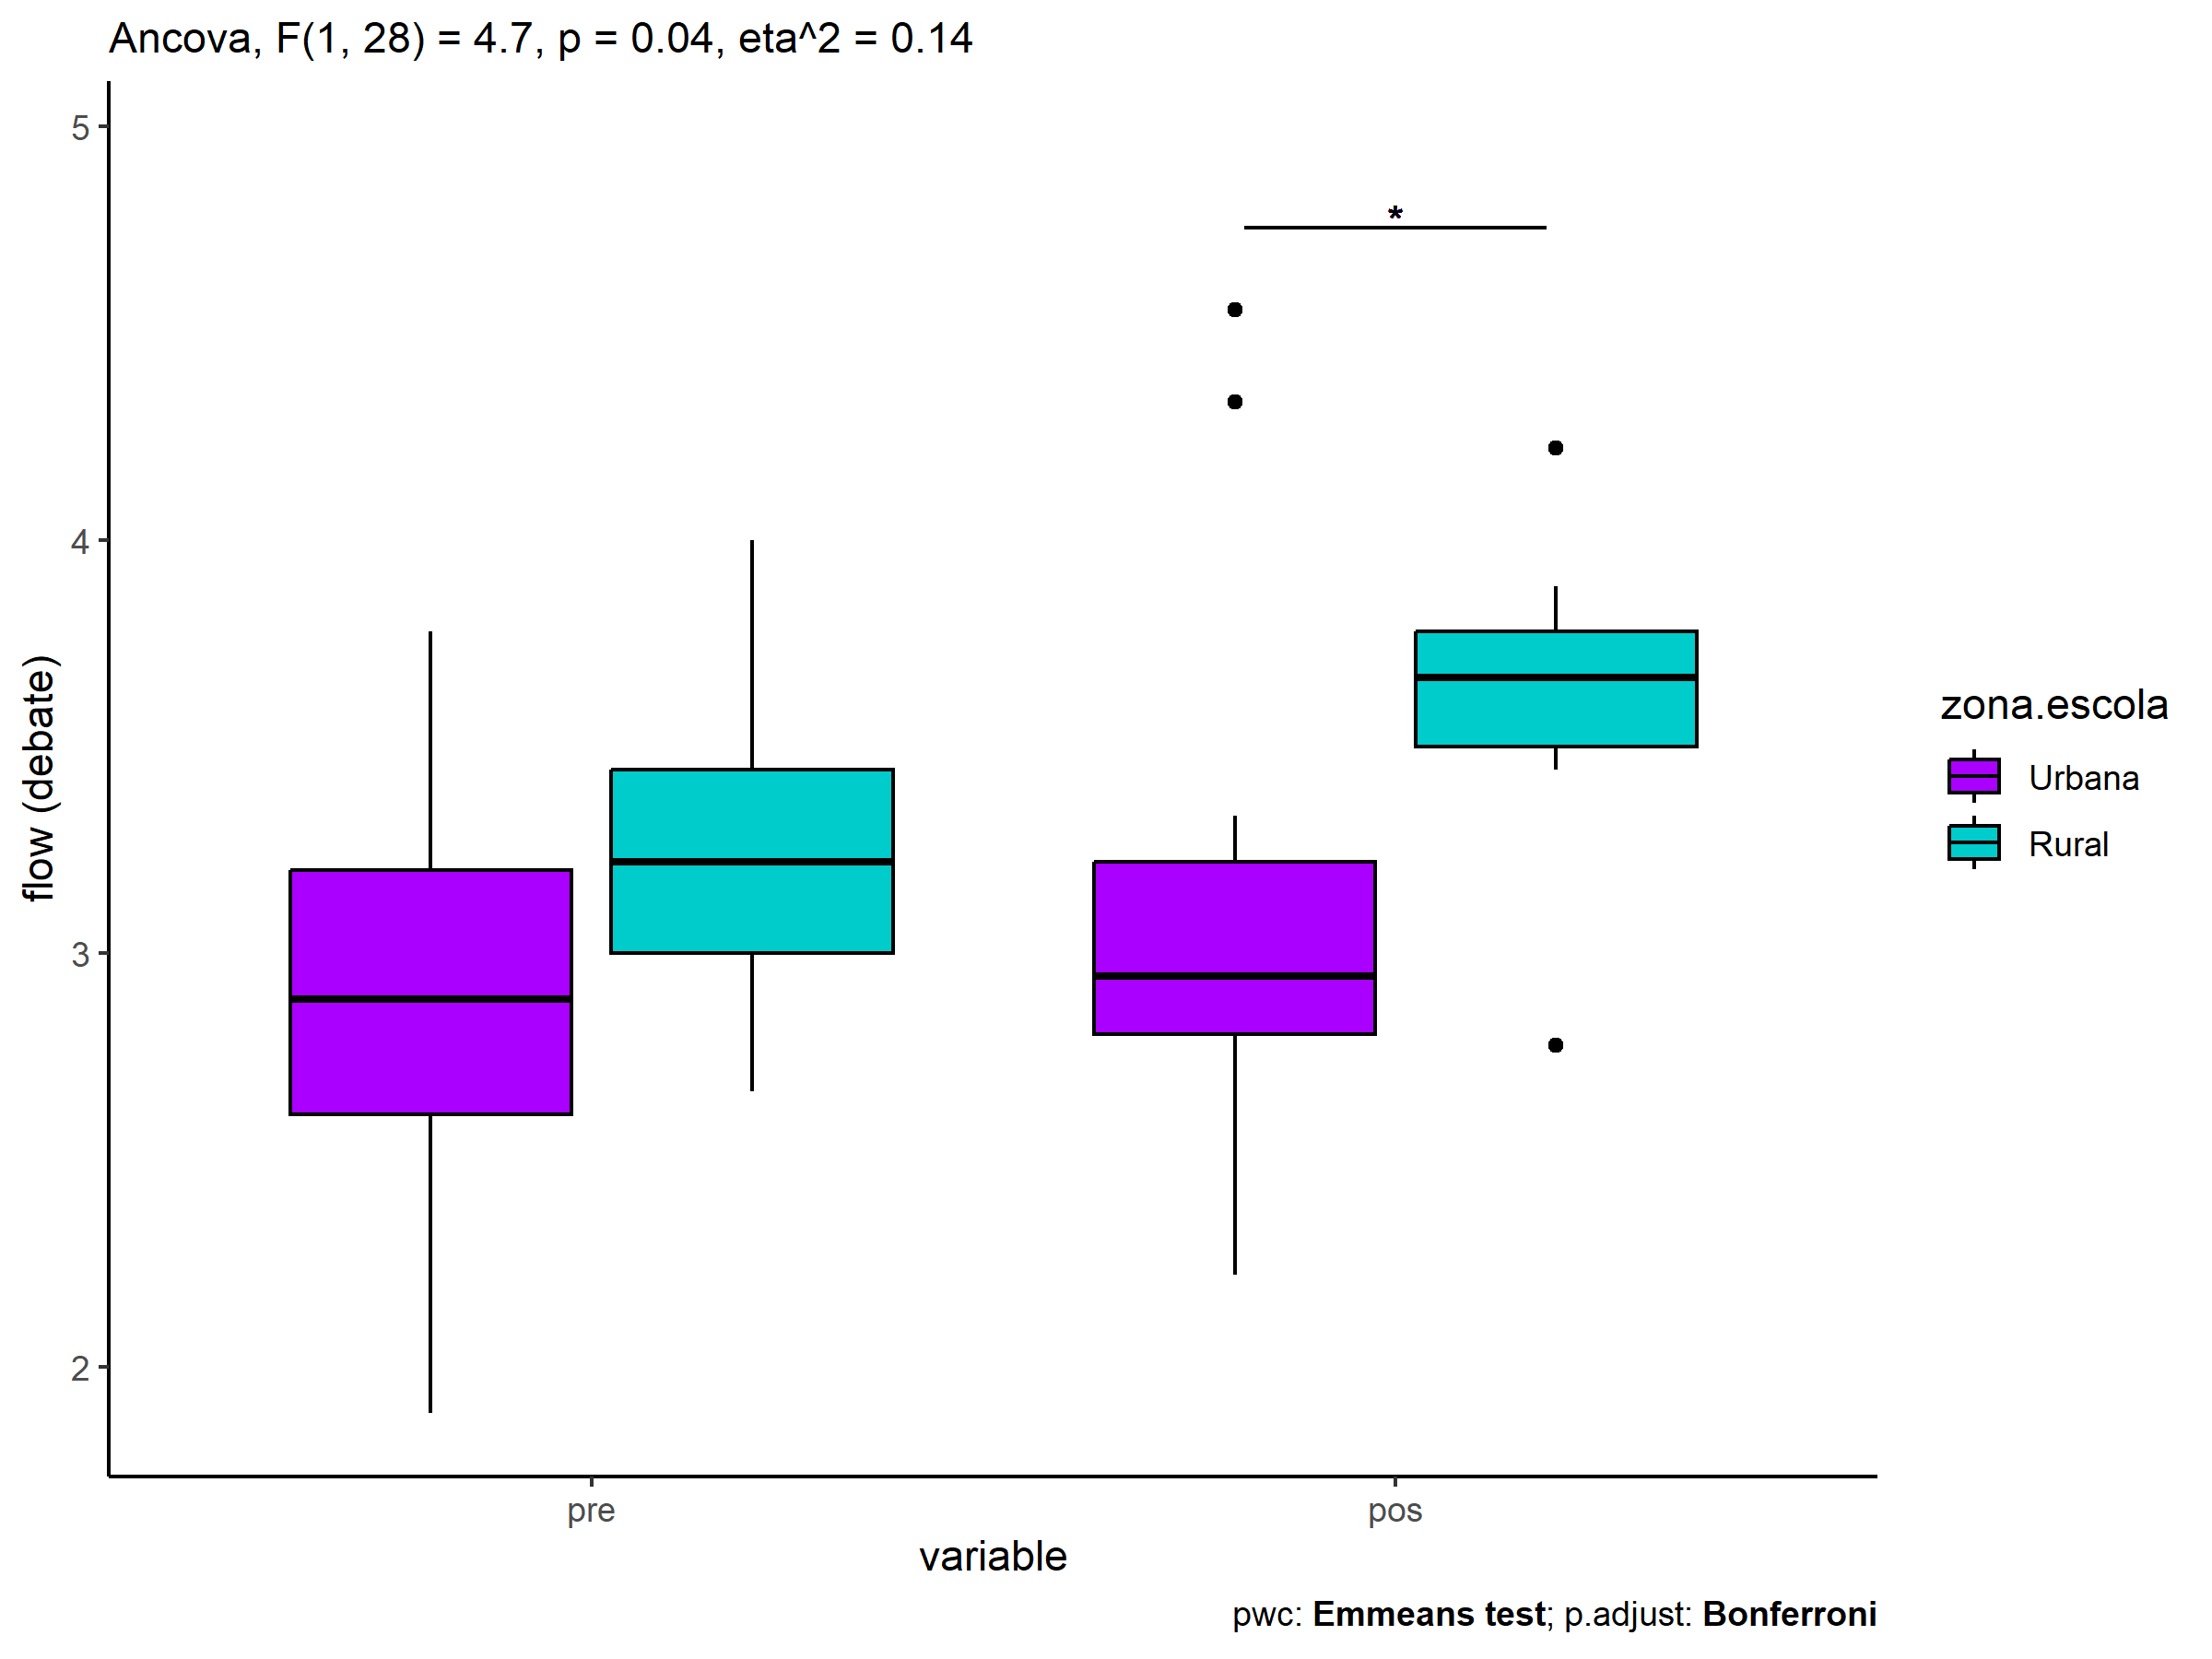 Ancova, F(1, 28) = 4.7, p = 0.04, eta^2 = 0.14
5
4
3
2
flow (debate)
*
pre
pos
variable
zona.escola
Urbana
Rural
pwc: Emmeans test; p.adjust: Bonferroni